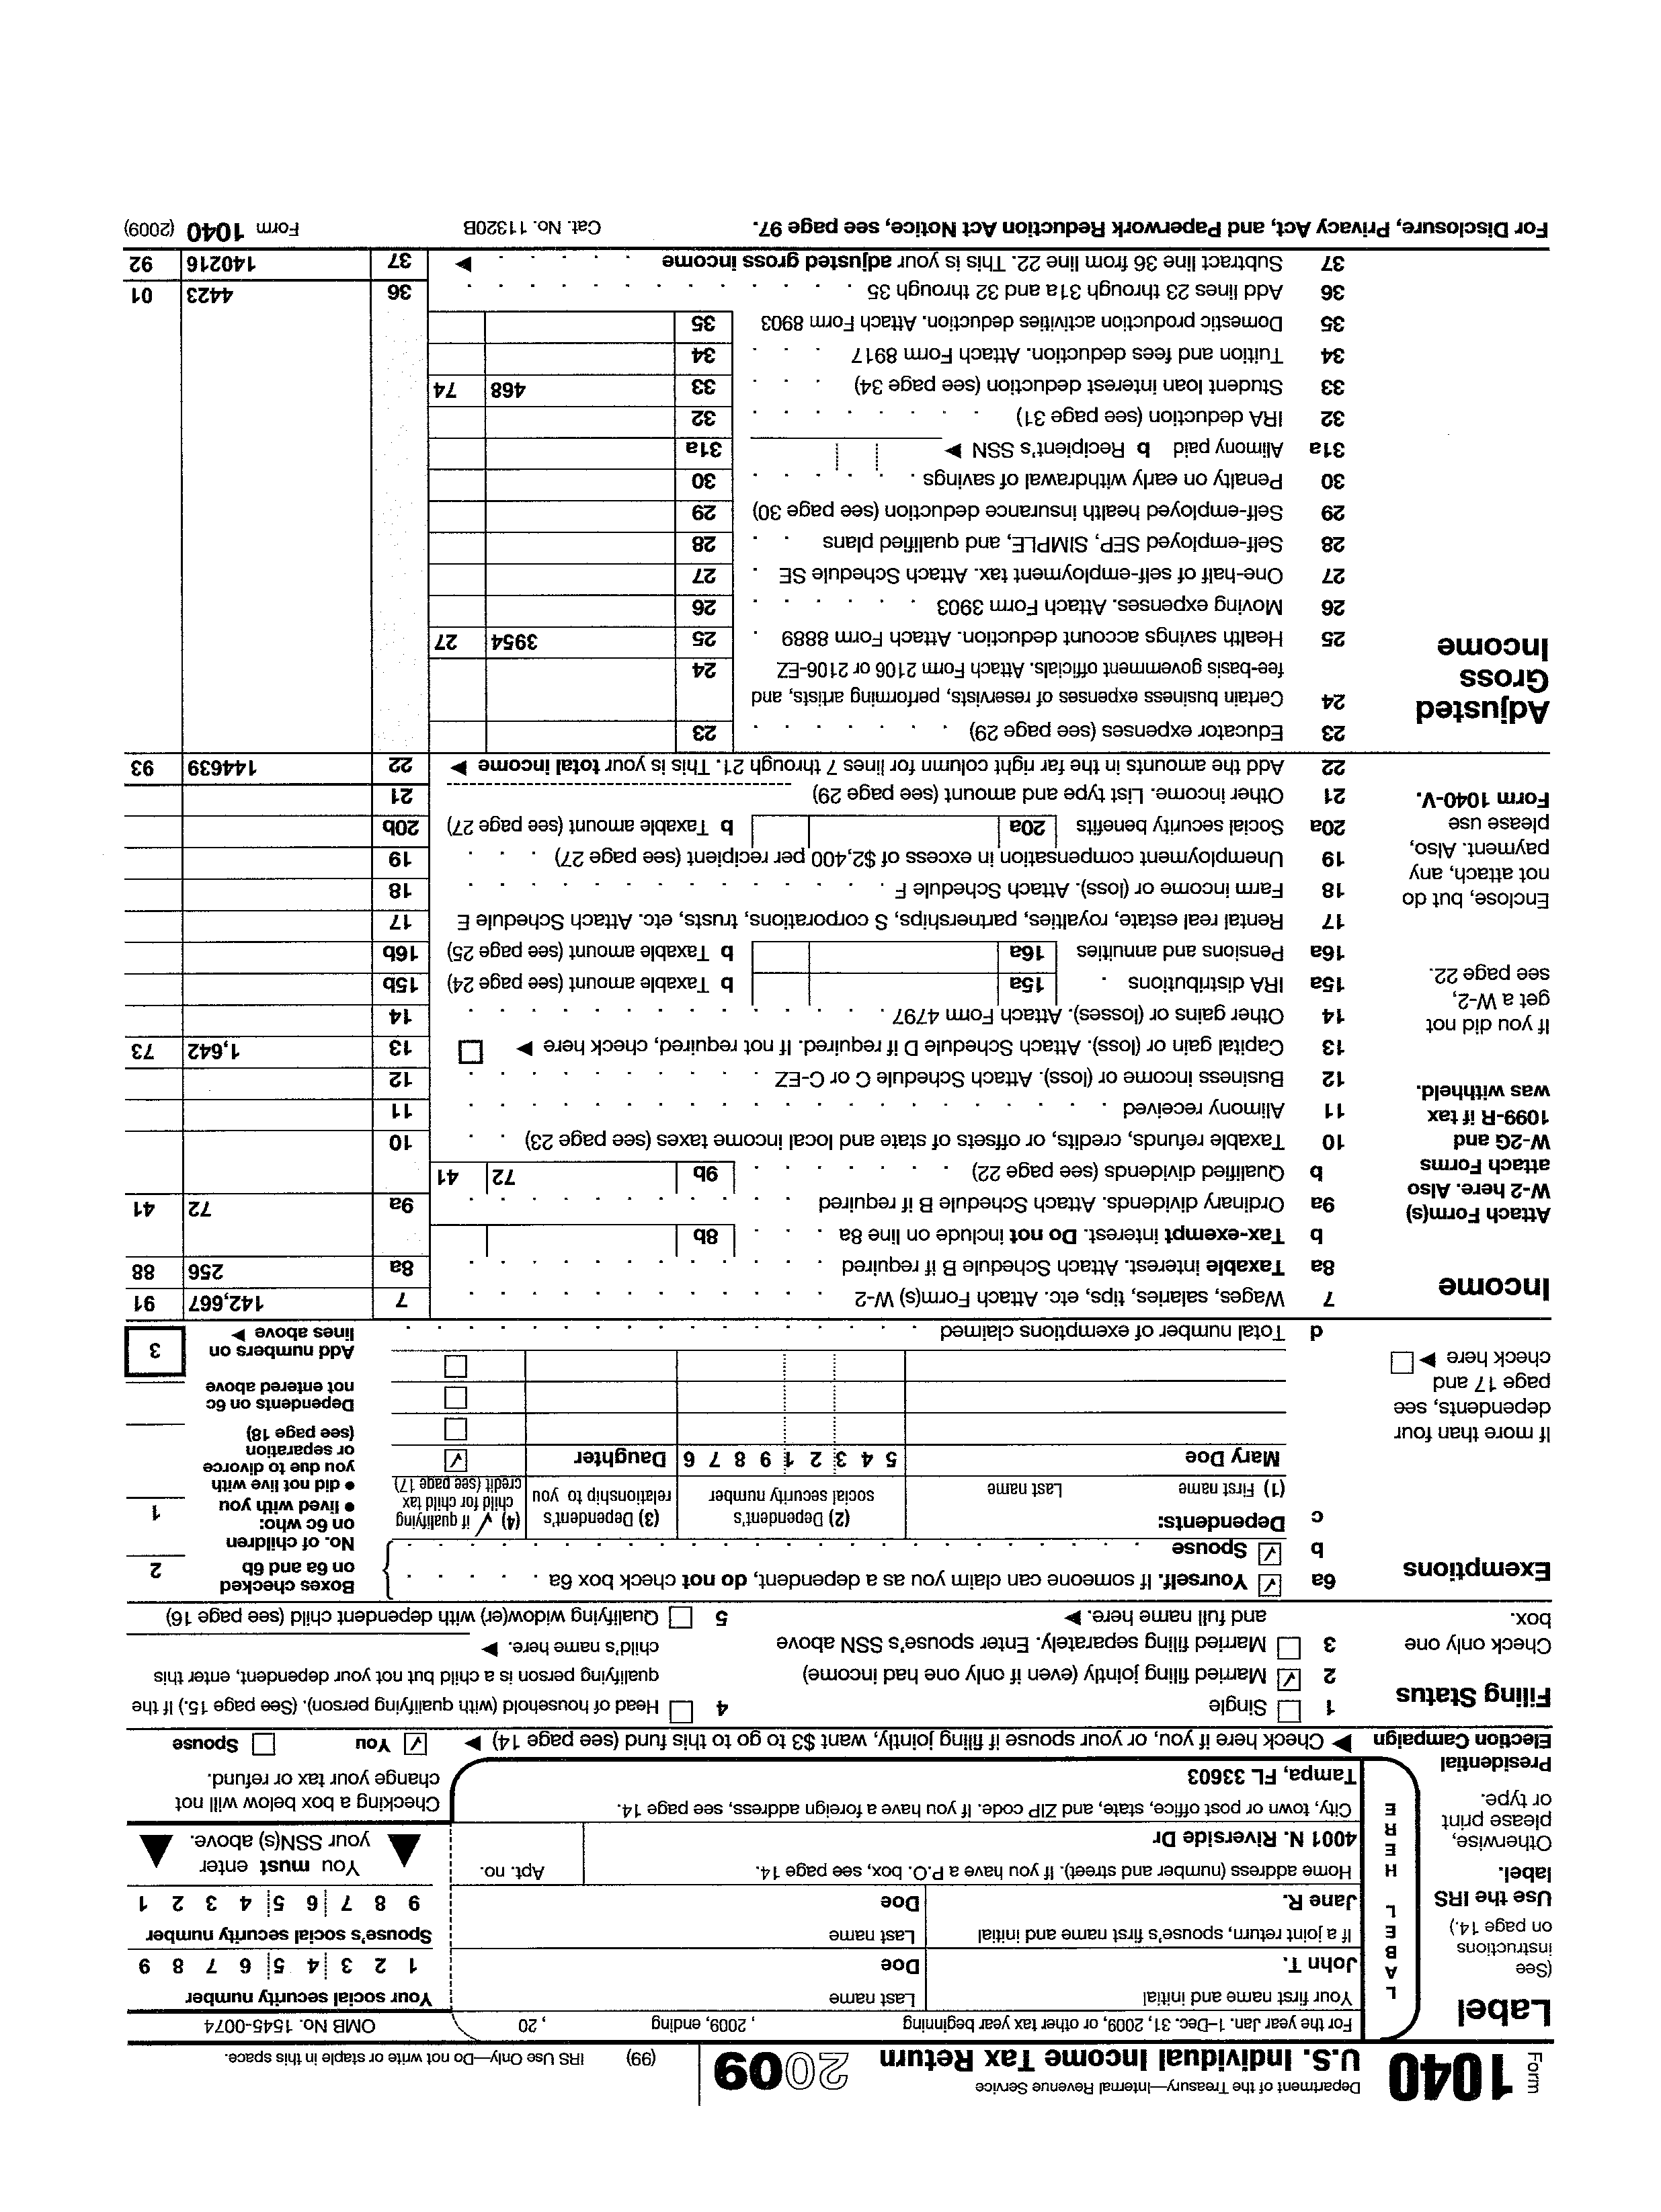 Form 1040 Department of the Treasury—Internal Revenue Service
U.S. Individual Income Tax Return 2009 (99) IRS Use Only—Do not write or staple in this space.
Label
(See instructions on page 14.)
Use the IRS label.
Otherwise, please print or type.
LABEL HERE
For the year Jan. 1–Dec. 31, 2009, or other tax year beginning , 2009, ending , 20
OMB No. 1545-0074
Your first name and initial Last name Your social security number
John T. Doe 1 2 3 4 5 6 7 8 9
If a joint return, spouse's first name and initial Last name Spouse's social security number
Jane R. Doe 9 8 7 6 5 4 3 2 1
Home address (number and street). If you have a P.O. box, see page 14. Apt. no.
4001 N. Riverside Dr
▲ You must enter your SSN(s) above. ▲
City, town or post office, state, and ZIP code. If you have a foreign address, see page 14.
Tampa, FL 33603
Checking a box below will not change your tax or refund.
Presidential
Election Campaign ▶ Check here if you, or your spouse if filing jointly, want $3 to go to this fund (see page 14) ▶ ☑ You ☐ Spouse
Filing Status
Check only one box.
1 ☐ Single
2 ☑ Married filing jointly (even if only one had income)
3 ☐ Married filing separately. Enter spouse's SSN above and full name here. ▶
4 ☐ Head of household (with qualifying person). (See page 15.) If the qualifying person is a child but not your dependent, enter this child's name here. ▶
5 ☐ Qualifying widow(er) with dependent child (see page 16)
Exemptions
6a ☑ Yourself. If someone can claim you as a dependent, do not check box 6a
b ☑ Spouse
Boxes checked on 6a and 6b 2
c Dependents:
(1) First name Last name
(2) Dependent's social security number
(3) Dependent's relationship to you
(4) ✓ if qualifying child for child tax credit (see page 17)
Mary Doe 5 4 3 2 1 9 8 7 6 Daughter ☑
No. of children on 6c who:
• lived with you 1
• did not live with you due to divorce or separation (see page 18)
Dependents on 6c not entered above
If more than four dependents, see page 17 and check here ▶ ☐
d Total number of exemptions claimed
Add numbers on lines above ▶ 3
Income
Attach Form(s) W-2 here. Also attach Forms W-2G and 1099-R if tax was withheld.
If you did not get a W-2, see page 22.
Enclose, but do not attach, any payment. Also, please use Form 1040-V.
7 Wages, salaries, tips, etc. Attach Form(s) W-2 7 142,667 91
8a Taxable interest. Attach Schedule B if required 8a 256 88
b Tax-exempt interest. Do not include on line 8a 8b
9a Ordinary dividends. Attach Schedule B if required 9a 72 41
b Qualified dividends (see page 22) 9b 72 41
10 Taxable refunds, credits, or offsets of state and local income taxes (see page 23) 10
11 Alimony received 11
12 Business income or (loss). Attach Schedule C or C-EZ 12
13 Capital gain or (loss). Attach Schedule D if required. If not required, check here ▶ ☐ 13 1,642 73
14 Other gains or (losses). Attach Form 4797 14
15a IRA distributions 15a b Taxable amount (see page 24) 15b
16a Pensions and annuities 16a b Taxable amount (see page 25) 16b
17 Rental real estate, royalties, partnerships, S corporations, trusts, etc. Attach Schedule E 17
18 Farm income or (loss). Attach Schedule F 18
19 Unemployment compensation in excess of $2,400 per recipient (see page 27) 19
20a Social security benefits 20a b Taxable amount (see page 27) 20b
21 Other income. List type and amount (see page 29) 21
22 Add the amounts in the far right column for lines 7 through 21. This is your total income ▶ 22 144639 93
Adjusted Gross Income
23 Educator expenses (see page 29) 23
24 Certain business expenses of reservists, performing artists, and fee-basis government officials. Attach Form 2106 or 2106-EZ 24
25 Health savings account deduction. Attach Form 8889 25 3954 27
26 Moving expenses. Attach Form 3903 26
27 One-half of self-employment tax. Attach Schedule SE 27
28 Self-employed SEP, SIMPLE, and qualified plans 28
29 Self-employed health insurance deduction (see page 30) 29
30 Penalty on early withdrawal of savings 30
31a Alimony paid b Recipient's SSN ▶ 31a
32 IRA deduction (see page 31) 32
33 Student loan interest deduction (see page 34) 33 468 74
34 Tuition and fees deduction. Attach Form 8917 34
35 Domestic production activities deduction. Attach Form 8903 35
36 Add lines 23 through 31a and 32 through 35 36 4423 01
37 Subtract line 36 from line 22. This is your adjusted gross income ▶ 37 140216 92
For Disclosure, Privacy Act, and Paperwork Reduction Act Notice, see page 97. Cat. No. 11320B Form 1040 (2009)